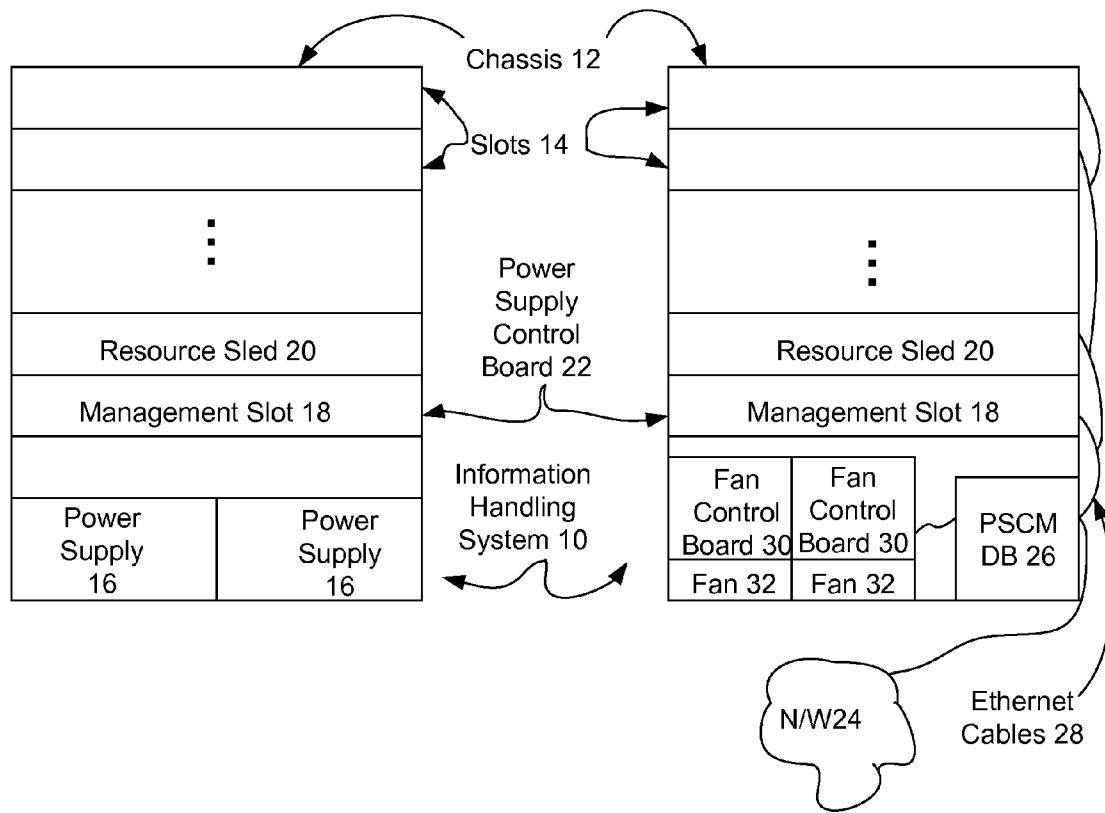 Chassis 12
Slots 14
Power
Supply
Control
Board 22
Resource Sled 20
Resource Sled 20
Management Slot 18
Management Slot 18
Information
Handling
System 10
Power
Supply
16
Power
Supply
16
Fan
Control
Board 30
Fan
Control
Board 30
Fan 32
Fan 32
PSCM
DB 26
N/W24
Ethernet
Cables 28